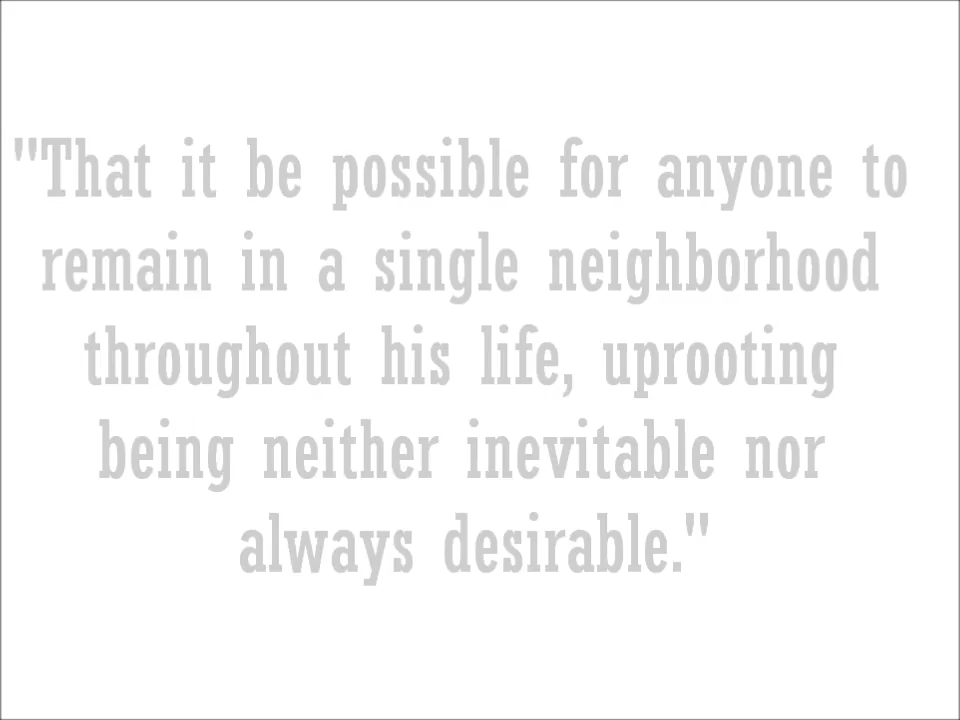 "That it be possible for anyone to
remain in a single neighborhood
throughout his life, uprooting
being neither inevitable nor
always desirable."